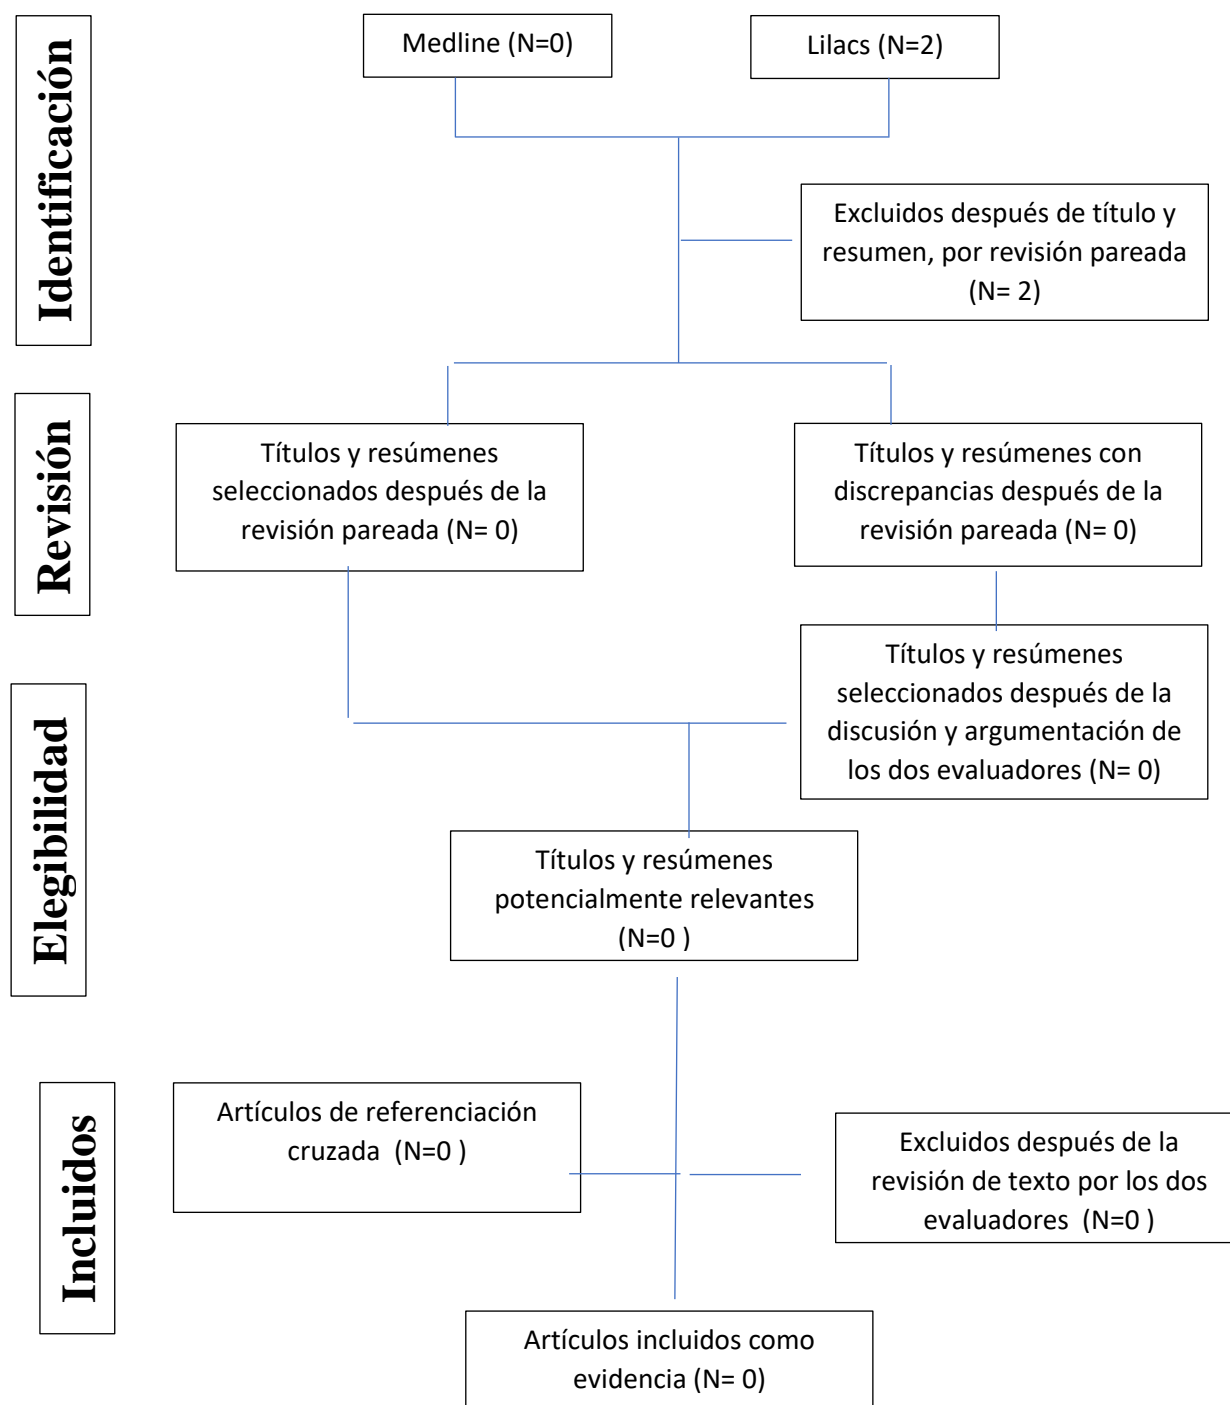 Identificación
Medline (N=0)
Lilacs (N=2)
Excluidos después de título y
resumen, por revisión pareada
(N= 2)
Revisión
Títulos y resúmenes
seleccionados después de la
revisión pareada (N= 0)
Títulos y resúmenes con
discrepancias después de la
revisión pareada (N= 0)
Títulos y resúmenes
seleccionados después de la
discusión y argumentación de
los dos evaluadores (N= 0)
Elegibilidad
Títulos y resúmenes
potencialmente relevantes
(N=0 )
Incluidos
Artículos de referenciación
cruzada  (N=0 )
Excluidos después de la
revisión de texto por los dos
evaluadores  (N=0 )
Artículos incluidos como
evidencia (N= 0)